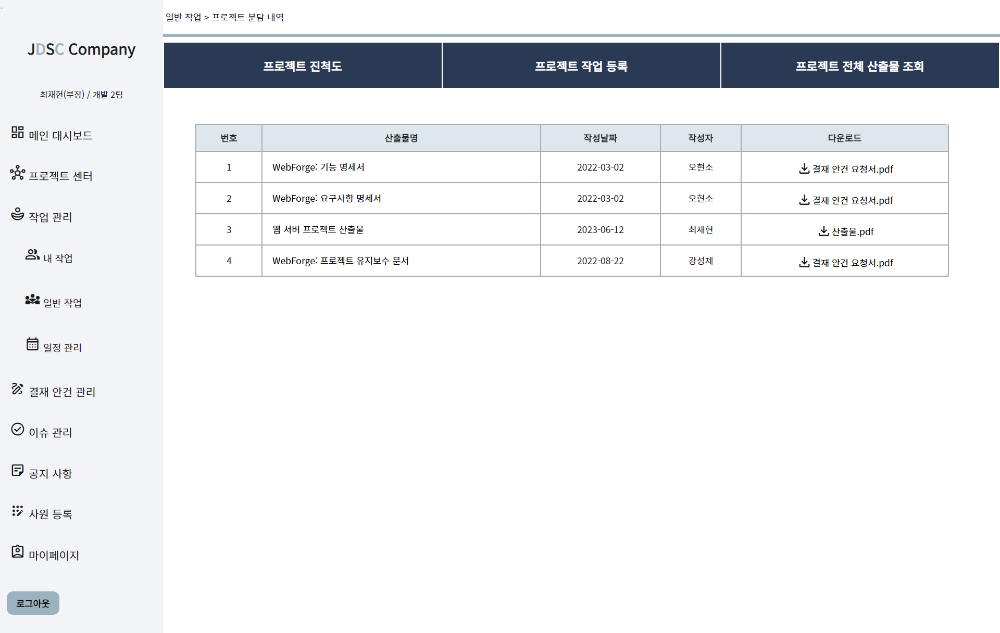 -
JDSC Company
최재현(부장) / 개발 2팀
메인 대시보드
프로젝트 센터
작업 관리
내 작업
일반 작업
일정 관리
결재 안건 관리
이슈 관리
공지 사항
사원 등록
마이페이지
로그아웃
일반 작업 > 프로젝트 분담 내역
프로젝트 진척도 프로젝트 작업 등록 프로젝트 전체 산출물 조회
번호 산출물명 작성날짜 작성자 다운로드
1 WebForge: 기능 명세서 2022-03-02 오현소 결재 안건 요청서.pdf
2 WebForge: 요구사항 명세서 2022-03-02 오현소 결재 안건 요청서.pdf
3 웹 서버 프로젝트 산출물 2023-06-12 최재현 산출물.pdf
4 WebForge: 프로젝트 유지보수 문서 2022-08-22 강성제 결재 안건 요청서.pdf